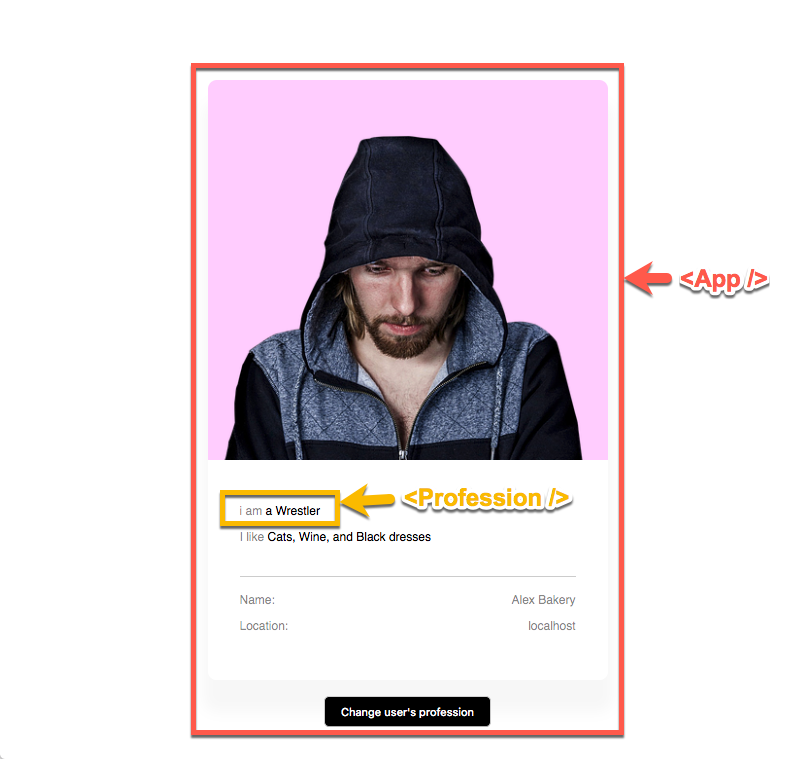 <App />
<Profession />
i am a Wrestler
I like Cats, Wine, and Black dresses
Name: Alex Bakery
Location: localhost
Change user's profession